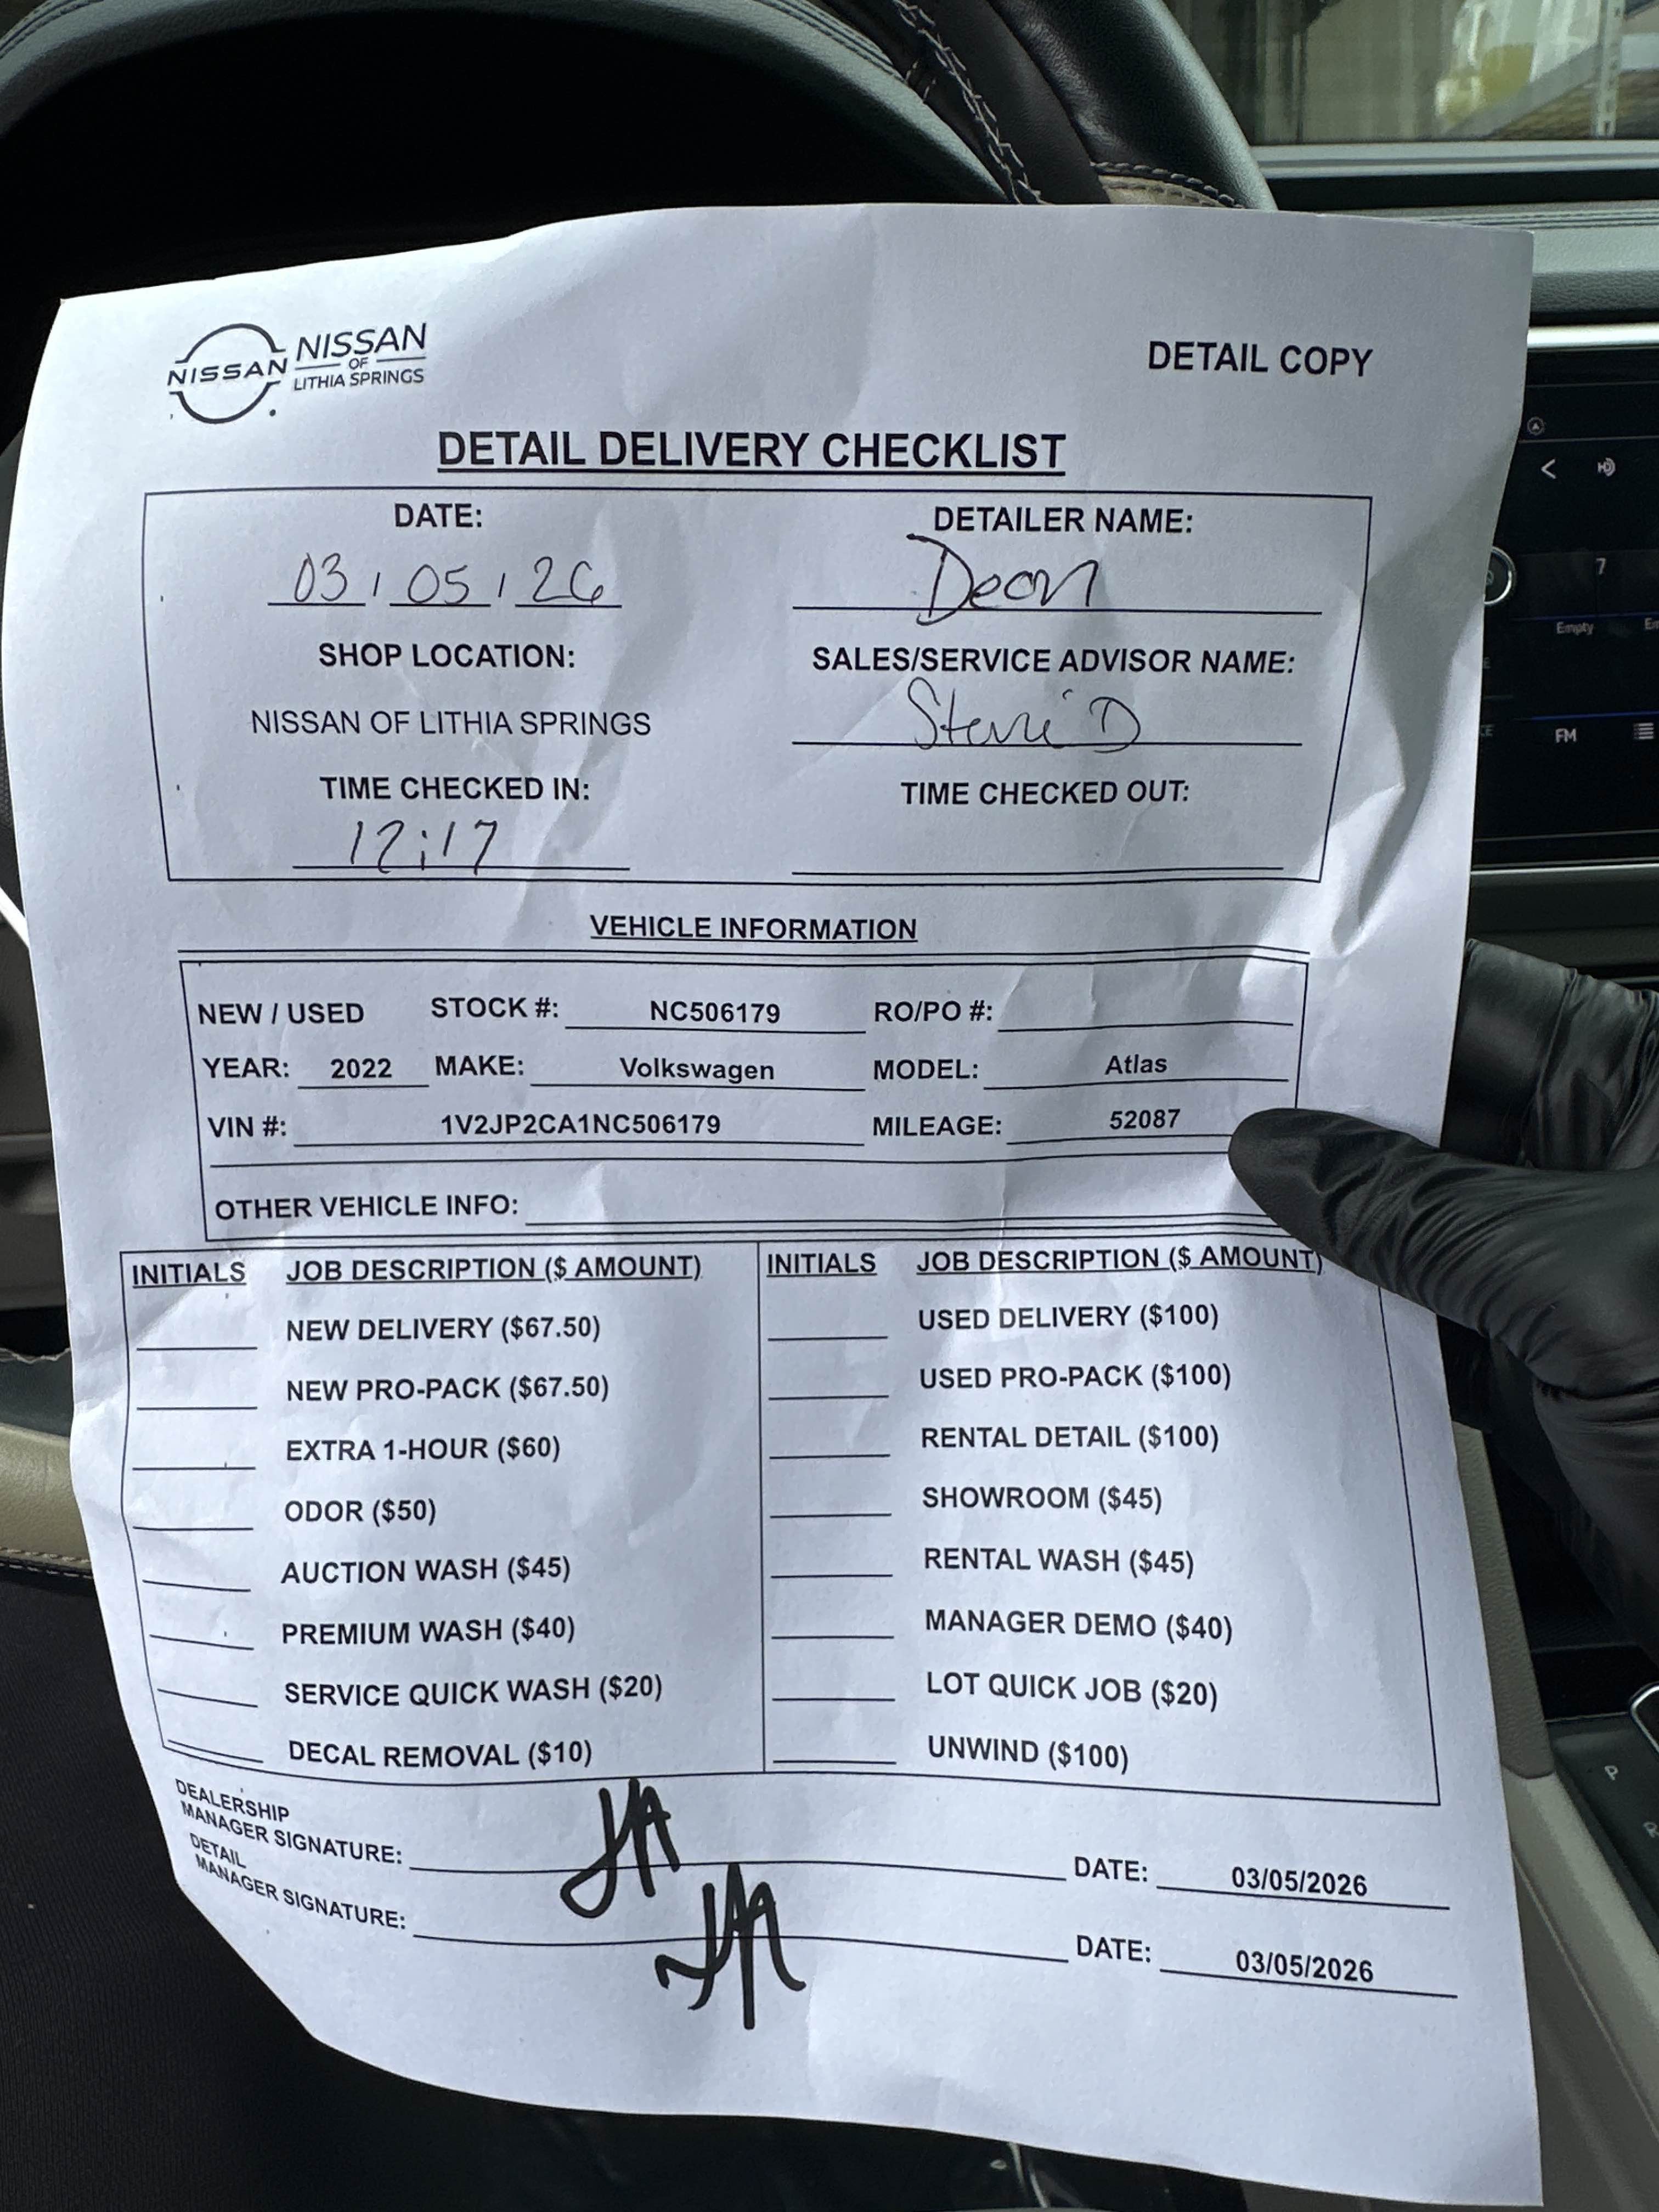 NISSAN NISSAN
OF
LITHIA SPRINGS
DETAIL COPY
DETAIL DELIVERY CHECKLIST
DATE: DETAILER NAME:
03 / 05 / 26 Deon
SHOP LOCATION: SALES/SERVICE ADVISOR NAME:
NISSAN OF LITHIA SPRINGS Stevie D
TIME CHECKED IN: TIME CHECKED OUT:
12:17
VEHICLE INFORMATION
NEW / USED STOCK #: NC506179 RO/PO #:
YEAR: 2022 MAKE: Volkswagen MODEL: Atlas
VIN #: 1V2JP2CA1NC506179 MILEAGE: 52087
OTHER VEHICLE INFO:
INITIALS JOB DESCRIPTION ($ AMOUNT) INITIALS JOB DESCRIPTION ($ AMOUNT)
NEW DELIVERY ($67.50) USED DELIVERY ($100)
NEW PRO-PACK ($67.50) USED PRO-PACK ($100)
EXTRA 1-HOUR ($60) RENTAL DETAIL ($100)
ODOR ($50) SHOWROOM ($45)
AUCTION WASH ($45) RENTAL WASH ($45)
PREMIUM WASH ($40) MANAGER DEMO ($40)
SERVICE QUICK WASH ($20) LOT QUICK JOB ($20)
DECAL REMOVAL ($10) UNWIND ($100)
DEALERSHIP
MANAGER SIGNATURE: DATE: 03/05/2026
DETAIL
MANAGER SIGNATURE: DATE: 03/05/2026
7
Empty
FM
P